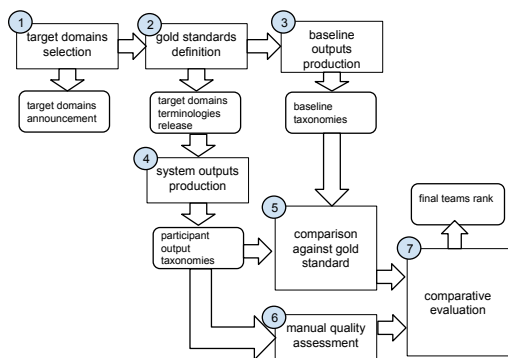 1
target domains
selection
2
gold standards
definition
3
baseline
outputs
production
target domains
announcement
target domains
terminologies
release
baseline
taxonomies
4
system outputs
production
participant
output
taxonomies
5
comparison
against gold
standard
final teams rank
7
comparative
evaluation
6
manual quality
assessment